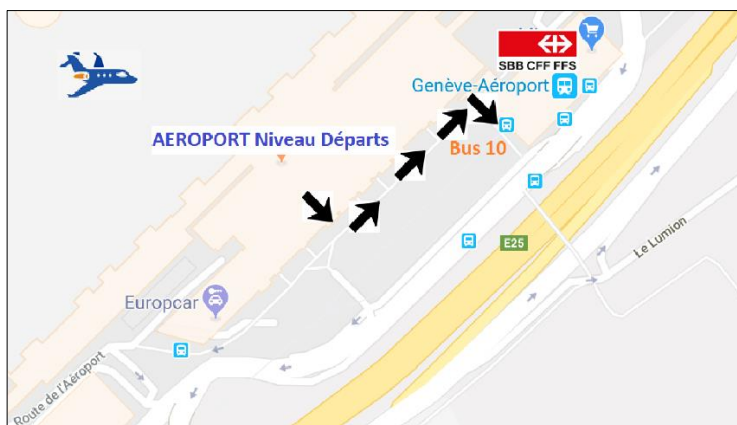 SBB CFF FFS
Genève-Aéroport
AEROPORT Niveau Départs
Bus 10
E25
Le Lumion
Europcar
Route de l'Aéroport